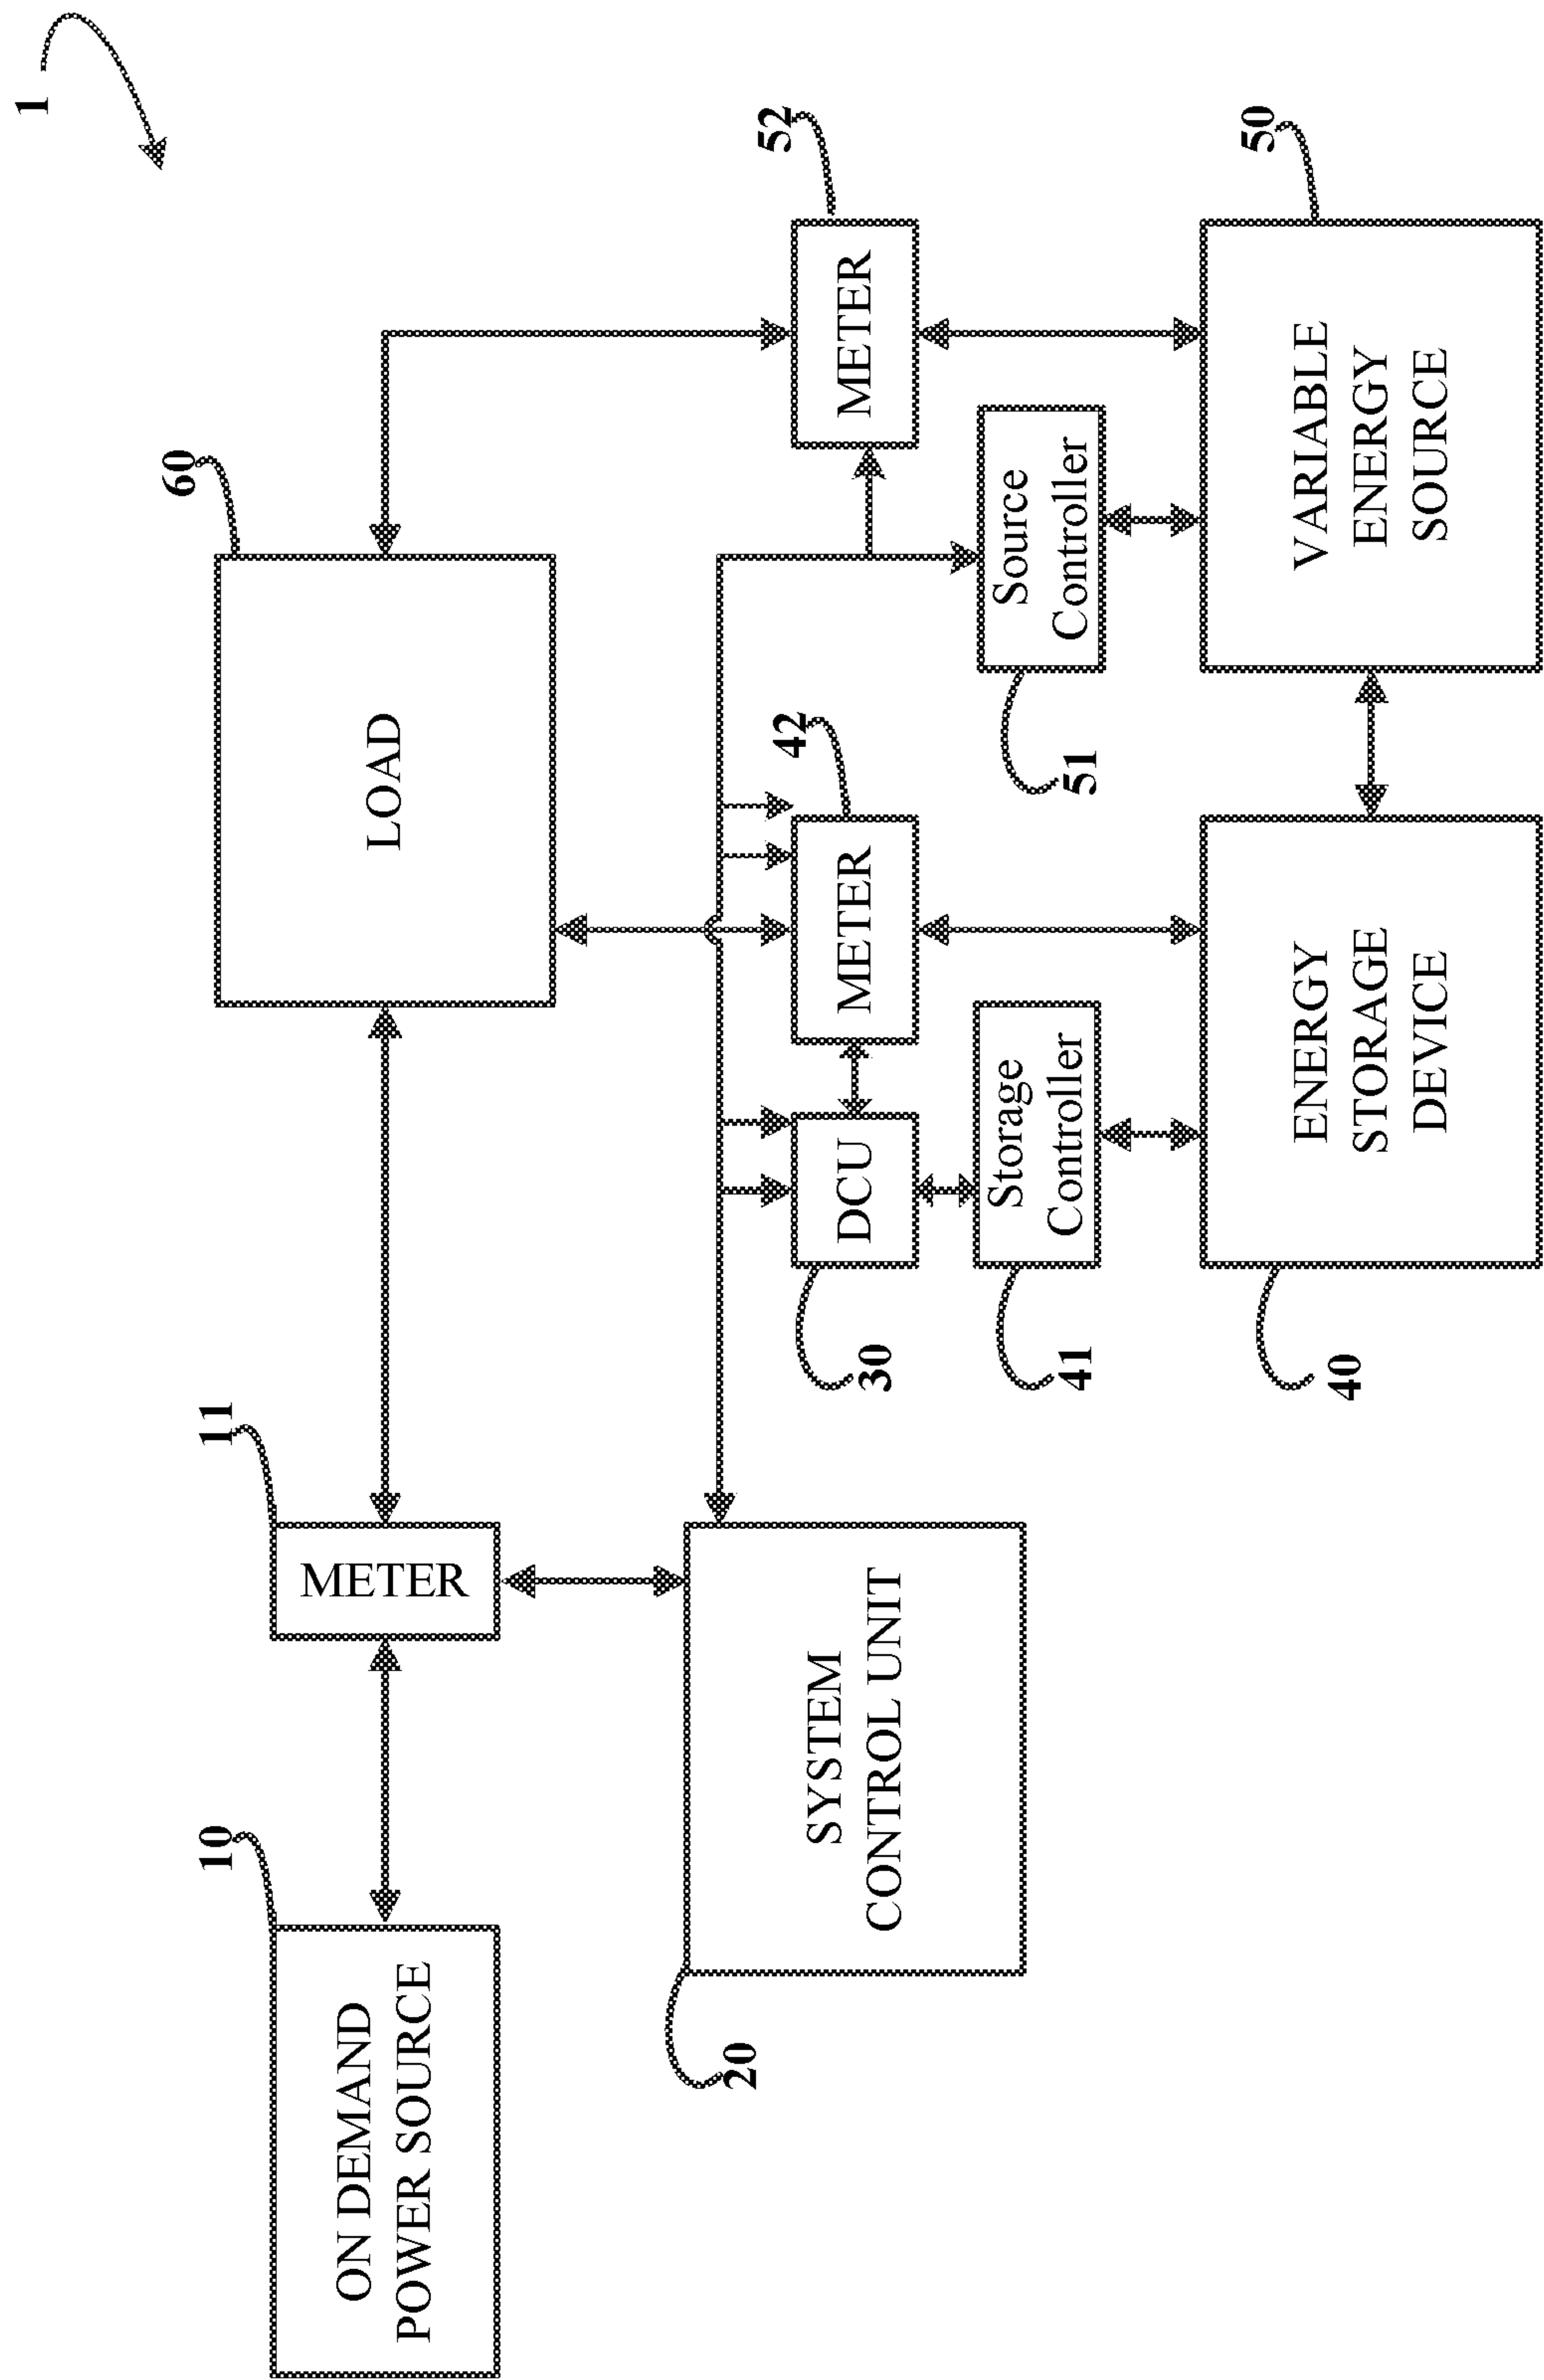 1
10
ON DEMAND
POWER SOURCE
11
METER
60
LOAD
20
SYSTEM
CONTROL UNIT
30
DCU
42
METER
52
METER
41
Storage
Controller
51
Source
Controller
40
ENERGY
STORAGE
DEVICE
50
VARIABLE
ENERGY
SOURCE